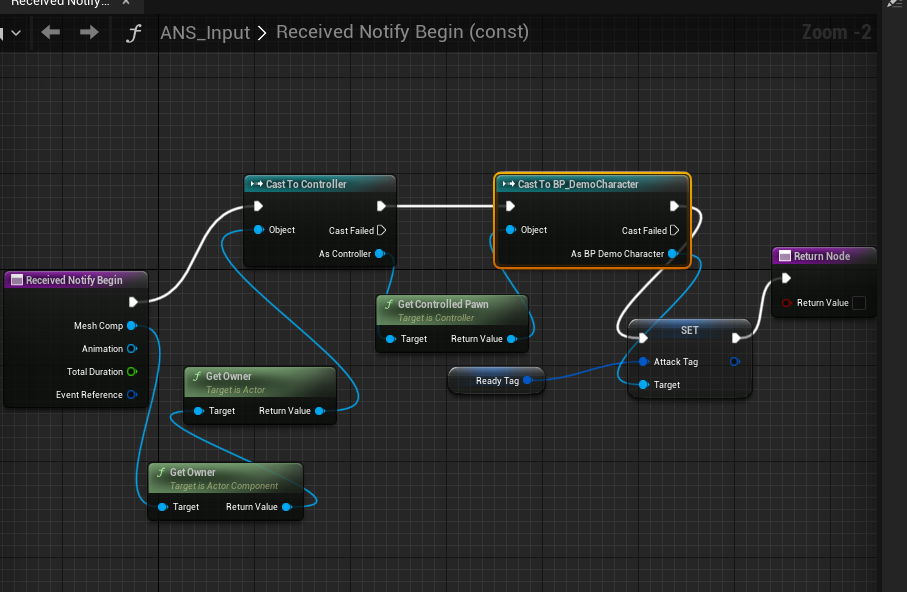 Received Notify...
ANS_Input > Received Notify Begin (const)
Zoom -2
Cast To Controller
Object
Cast Failed
As Controller
Cast To BP_DemoCharacter
Object
Cast Failed
As BP Demo Character
Return Node
Return Value
Received Notify Begin
Mesh Comp
Animation
Total Duration
Event Reference
Get Controlled Pawn
Target is Controller
Target
Return Value
SET
Attack Tag
Target
Ready Tag
Get Owner
Target is Actor
Target
Return Value
Get Owner
Target is Actor Component
Target
Return Value